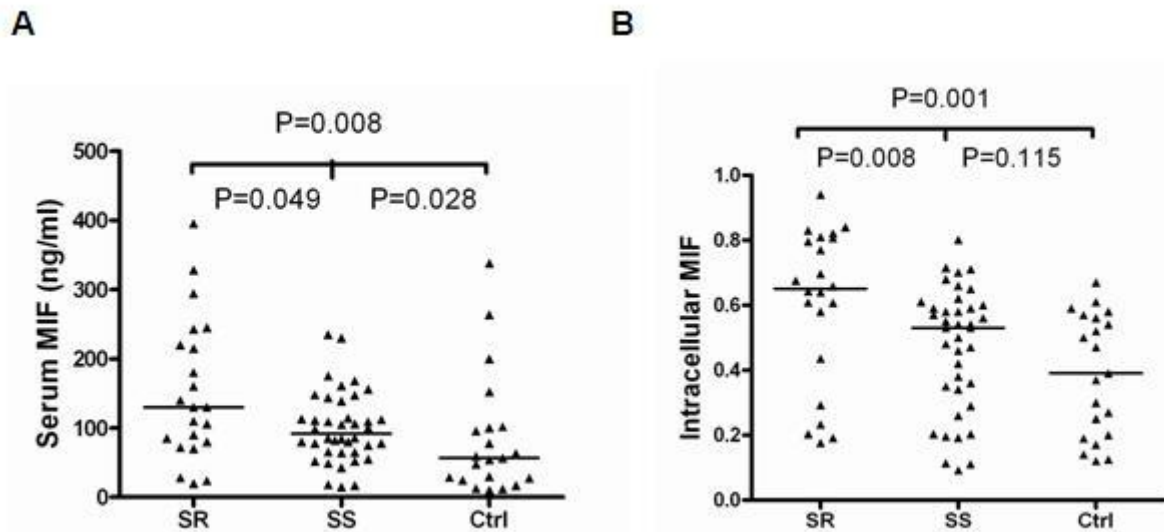 A
P=0.008
P=0.049 P=0.028
Serum MIF (ng/ml)
500
400
300
200
100
0
SR SS Ctrl
B
P=0.001
P=0.008 P=0.115
Intracellular MIF
1.0
0.8
0.6
0.4
0.2
0.0
SR SS Ctrl